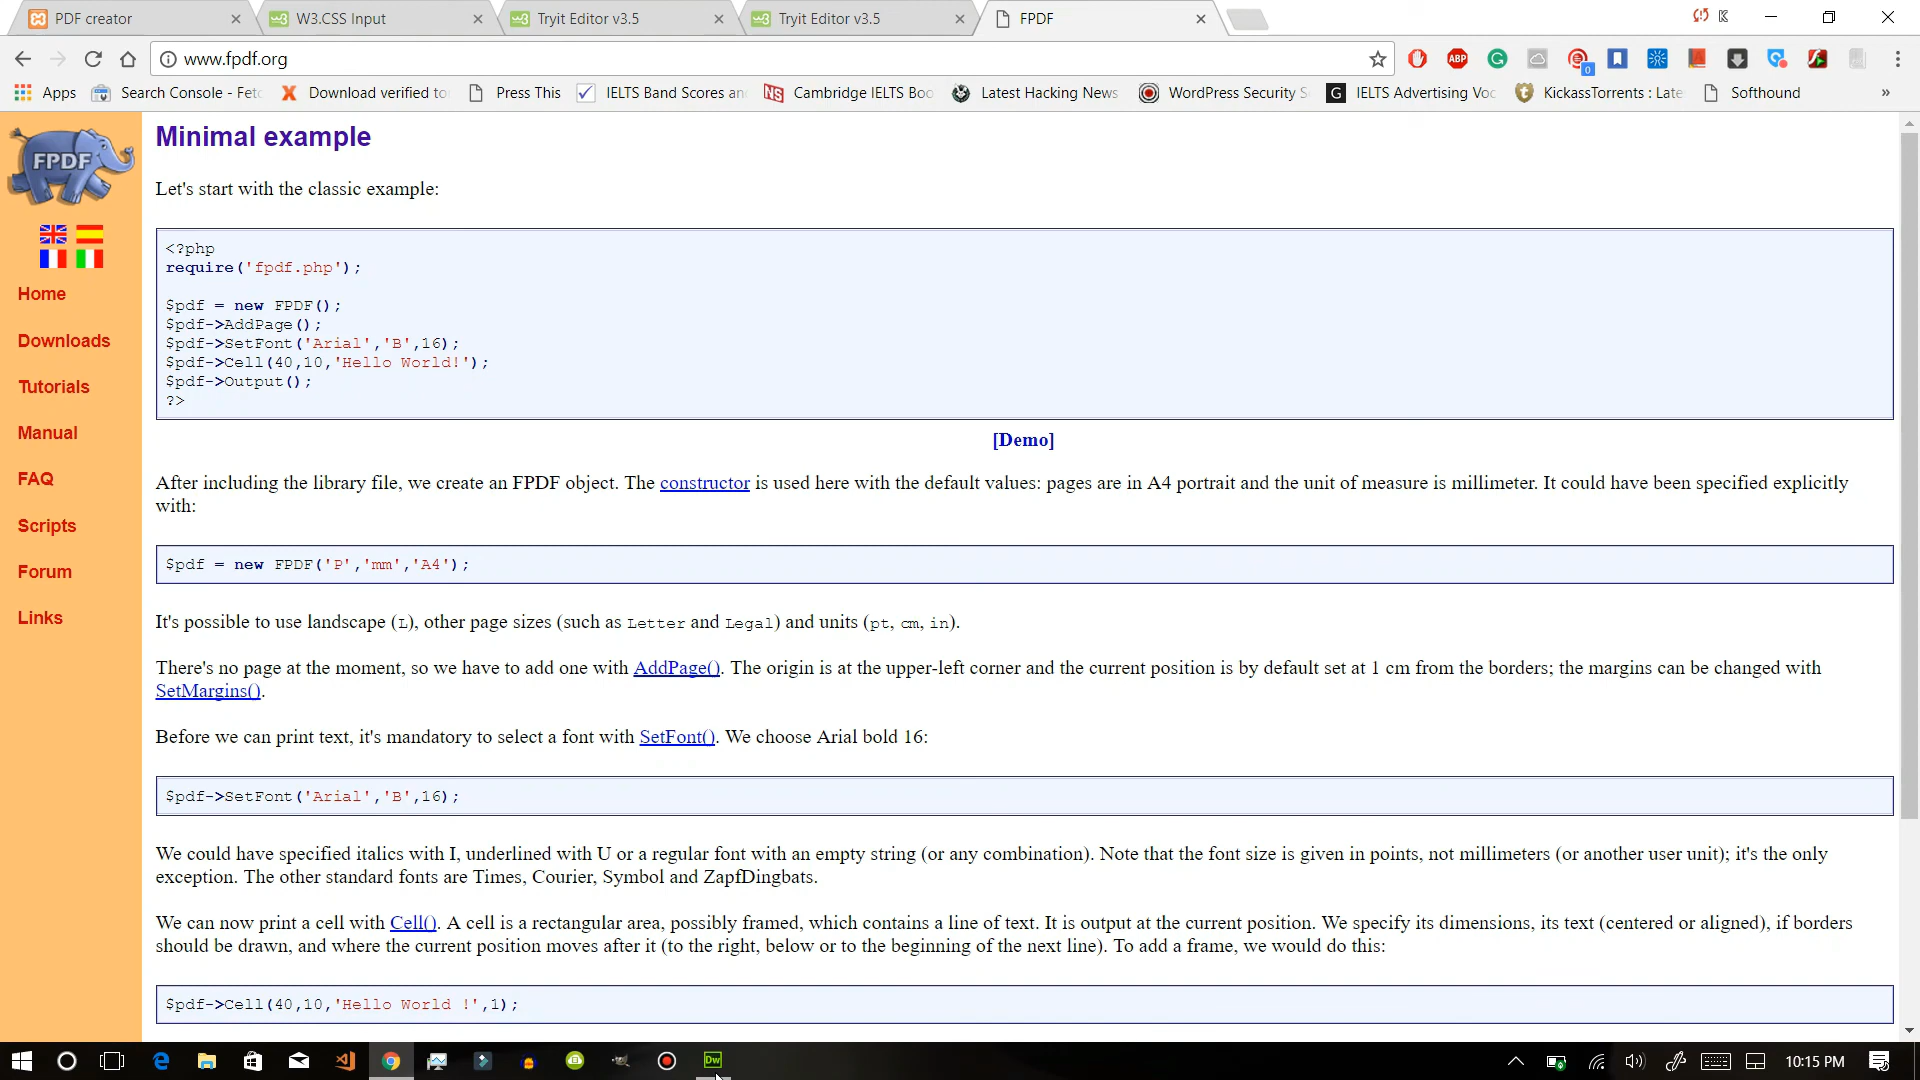 PDF creator
W3.CSS Input
Tryit Editor v3.5
Tryit Editor v3.5
FPDF
www.fpdf.org
ABP
0
Apps
Search Console - Fetc
Download verified to
Press This
IELTS Band Scores an
NS
Cambridge IELTS Boo
Latest Hacking News
WordPress Security S
G
IELTS Advertising Voc
KickassTorrents : Late
Softhound
»
FPDF
Home
Downloads
Tutorials
Manual
FAQ
Scripts
Forum
Links
Minimal example
Let's start with the classic example:
<?php
require('fpdf.php');
$pdf = new FPDF();
$pdf->AddPage();
$pdf->SetFont('Arial','B',16);
$pdf->Cell(40,10,'Hello World!');
$pdf->Output();
?>
[Demo]
After including the library file, we create an FPDF object. The constructor is used here with the default values: pages are in A4 portrait and the unit of measure is millimeter. It could have been specified explicitly
with:
$pdf = new FPDF('P','mm','A4');
It's possible to use landscape (L), other page sizes (such as Letter and Legal) and units (pt, cm, in).
There's no page at the moment, so we have to add one with AddPage(). The origin is at the upper-left corner and the current position is by default set at 1 cm from the borders; the margins can be changed with
SetMargins().
Before we can print text, it's mandatory to select a font with SetFont(). We choose Arial bold 16:
$pdf->SetFont('Arial','B',16);
We could have specified italics with I, underlined with U or a regular font with an empty string (or any combination). Note that the font size is given in points, not millimeters (or another user unit); it's the only
exception. The other standard fonts are Times, Courier, Symbol and ZapfDingbats.
We can now print a cell with Cell(). A cell is a rectangular area, possibly framed, which contains a line of text. It is output at the current position. We specify its dimensions, its text (centered or aligned), if borders
should be drawn, and where the current position moves after it (to the right, below or to the beginning of the next line). To add a frame, we would do this:
$pdf->Cell(40,10,'Hello World !',1);
Dw
10:15 PM